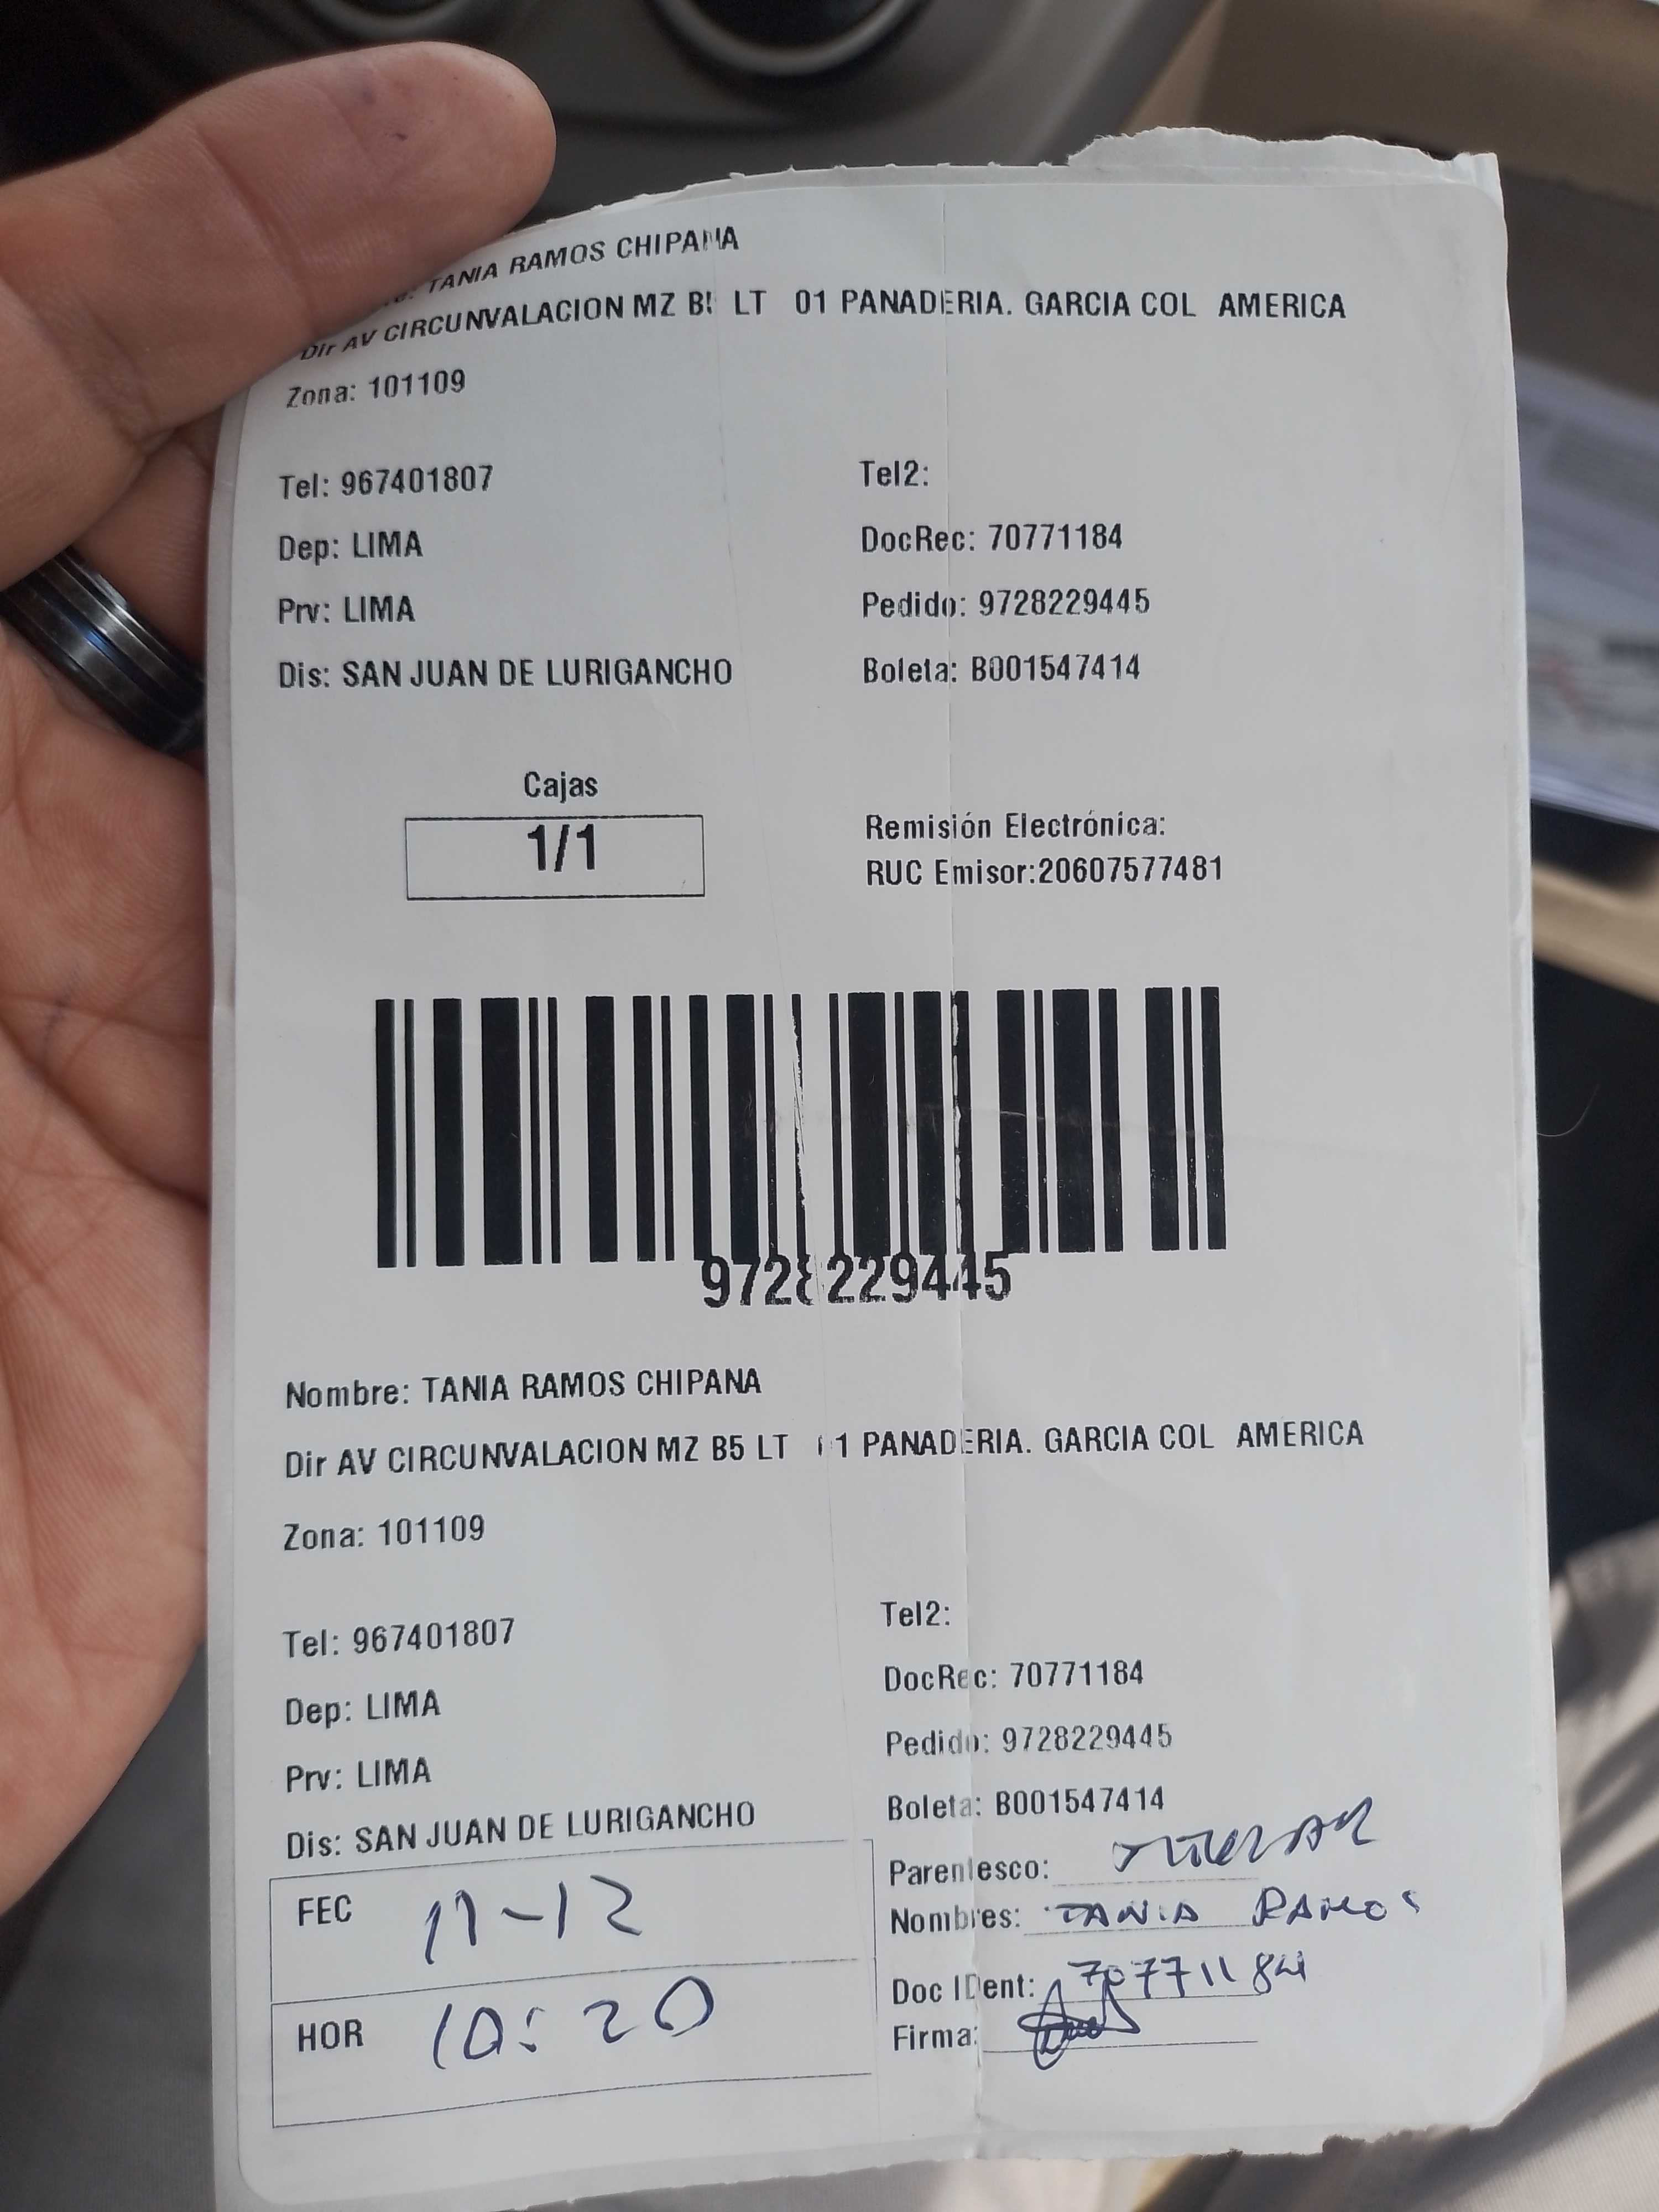 TANIA RAMOS CHIPANA
Dir AV CIRCUNVALACION MZ B5 LT 01 PANADERIA. GARCIA COL AMERICA
Zona: 101109
Tel: 967401807
Tel2:
Dep: LIMA
DocRec: 70771184
Prv: LIMA
Pedido: 9728229445
Dis: SAN JUAN DE LURIGANCHO
Boleta: B001547414
Cajas
1/1
Remisión Electrónica:
RUC Emisor:20607577481
9728229445
Nombre: TANIA RAMOS CHIPANA
Dir AV CIRCUNVALACION MZ B5 LT 01 PANADERIA. GARCIA COL AMERICA
Zona: 101109
Tel: 967401807
Tel2:
Dep: LIMA
DocRec: 70771184
Prv: LIMA
Pedido: 9728229445
Dis: SAN JUAN DE LURIGANCHO
Boleta: B001547414
FEC
Parentesco:
Nombres: TANIA RAMOS
HOR 10:20
Doc IDent: 70771184
Firma: